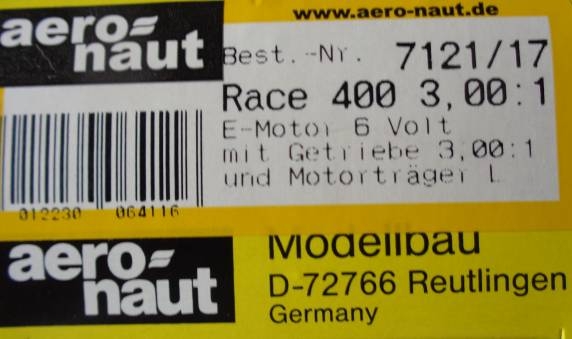 www.aero-naut.de
aero=
naut
Best.-Nr. 7121/17
Race 400 3,00:1
E-Motor 6 Volt
mit Getriebe 3,00:1
und Motorträger L
012230 064116
aero=
naut
Modellbau
D-72766 Reutlingen
Germany